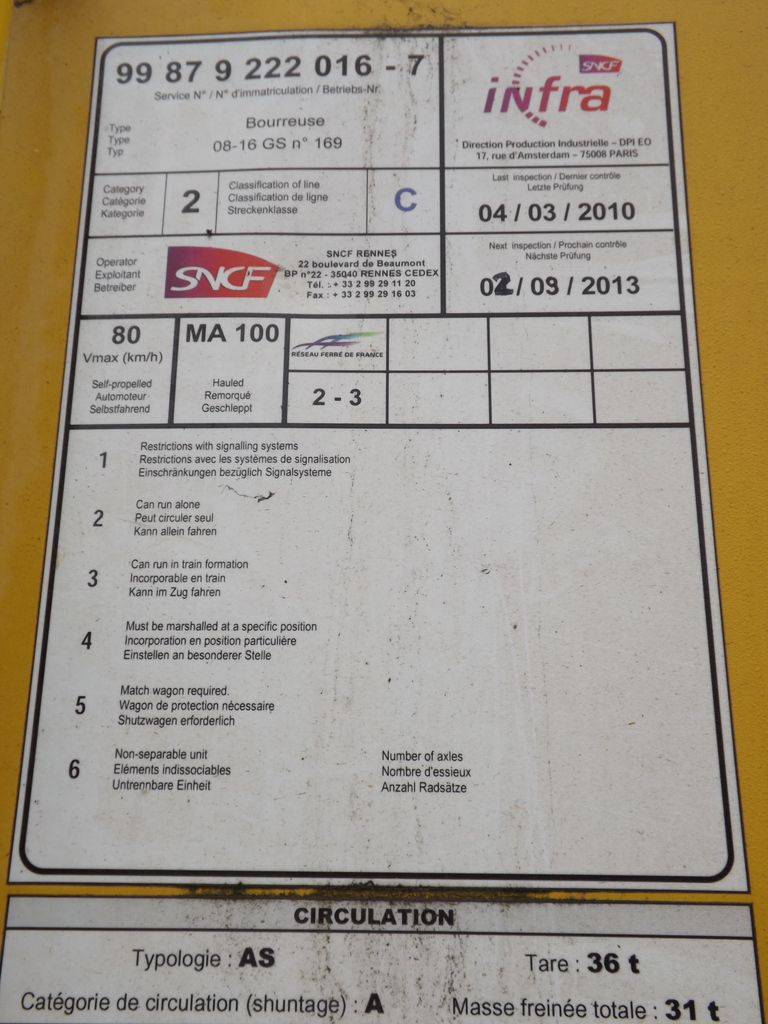 99 87 9 222 016 - 7
Service N° / N° d'immatriculation / Betriebs-Nr.
Type
Type
Typ
Bourreuse
08-16 GS n° 169
SNCF
infra
Direction Production Industrielle – DPI EO
17, rue d'Amsterdam – 75008 PARIS
Category
Catégorie
Kategorie
2
Classification of line
Classification de ligne
Streckenklasse
C
Last inspection / Dernier contrôle
Letzte Prüfung
04 / 03 / 2010
Operator
Exploitant
Betreiber
SNCF
SNCF RENNES
22 boulevard de Beaumont
BP n°22 - 35040 RENNES CEDEX
Tél. : + 33 2 99 29 11 20
Fax : + 33 2 99 29 16 03
Next inspection / Prochain contrôle
Nächste Prüfung
02 / 09 / 2013
80
Vmax (km/h)
Self-propelled
Automoteur
Selbstfahrend
MA 100
Hauled
Remorqué
Geschleppt
RÉSEAU FERRÉ DE FRANCE
2 - 3
1
Restrictions with signalling systems
Restrictions avec les systèmes de signalisation
Einschränkungen bezüglich Signalsysteme
2
Can run alone
Peut circuler seul
Kann allein fahren
3
Can run in train formation
Incorporable en train
Kann im Zug fahren
4
Must be marshalled at a specific position
Incorporation en position particulière
Einstellen an besonderer Stelle
5
Match wagon required.
Wagon de protection nécessaire
Shutzwagen erforderlich
6
Non-separable unit
Eléments indissociables
Untrennbare Einheit
Number of axles
Nombre d'essieux
Anzahl Radsätze
CIRCULATION
Typologie : AS
Tare : 36 t
Catégorie de circulation (shuntage) : A
Masse freinée totale : 31 t